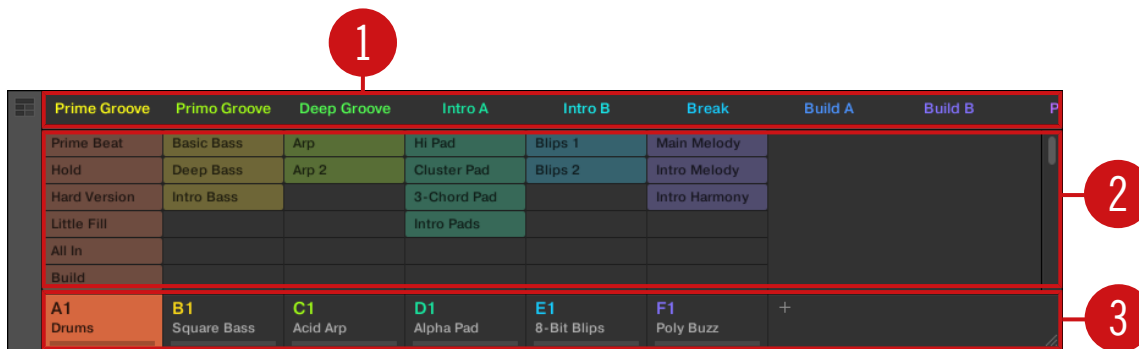 1
Prime Groove Primo Groove Deep Groove Intro A Intro B Break Build A Build B P
Prime Beat Basic Bass Arp Hi Pad Blips 1 Main Melody
Hold Deep Bass Arp 2 Cluster Pad Blips 2 Intro Melody
2
Hard Version Intro Bass 3-Chord Pad Intro Harmony
Little Fill Intro Pads
All In
Build
A1 B1 C1 D1 E1 F1 +
3
Drums Square Bass Acid Arp Alpha Pad 8-Bit Blips Poly Buzz